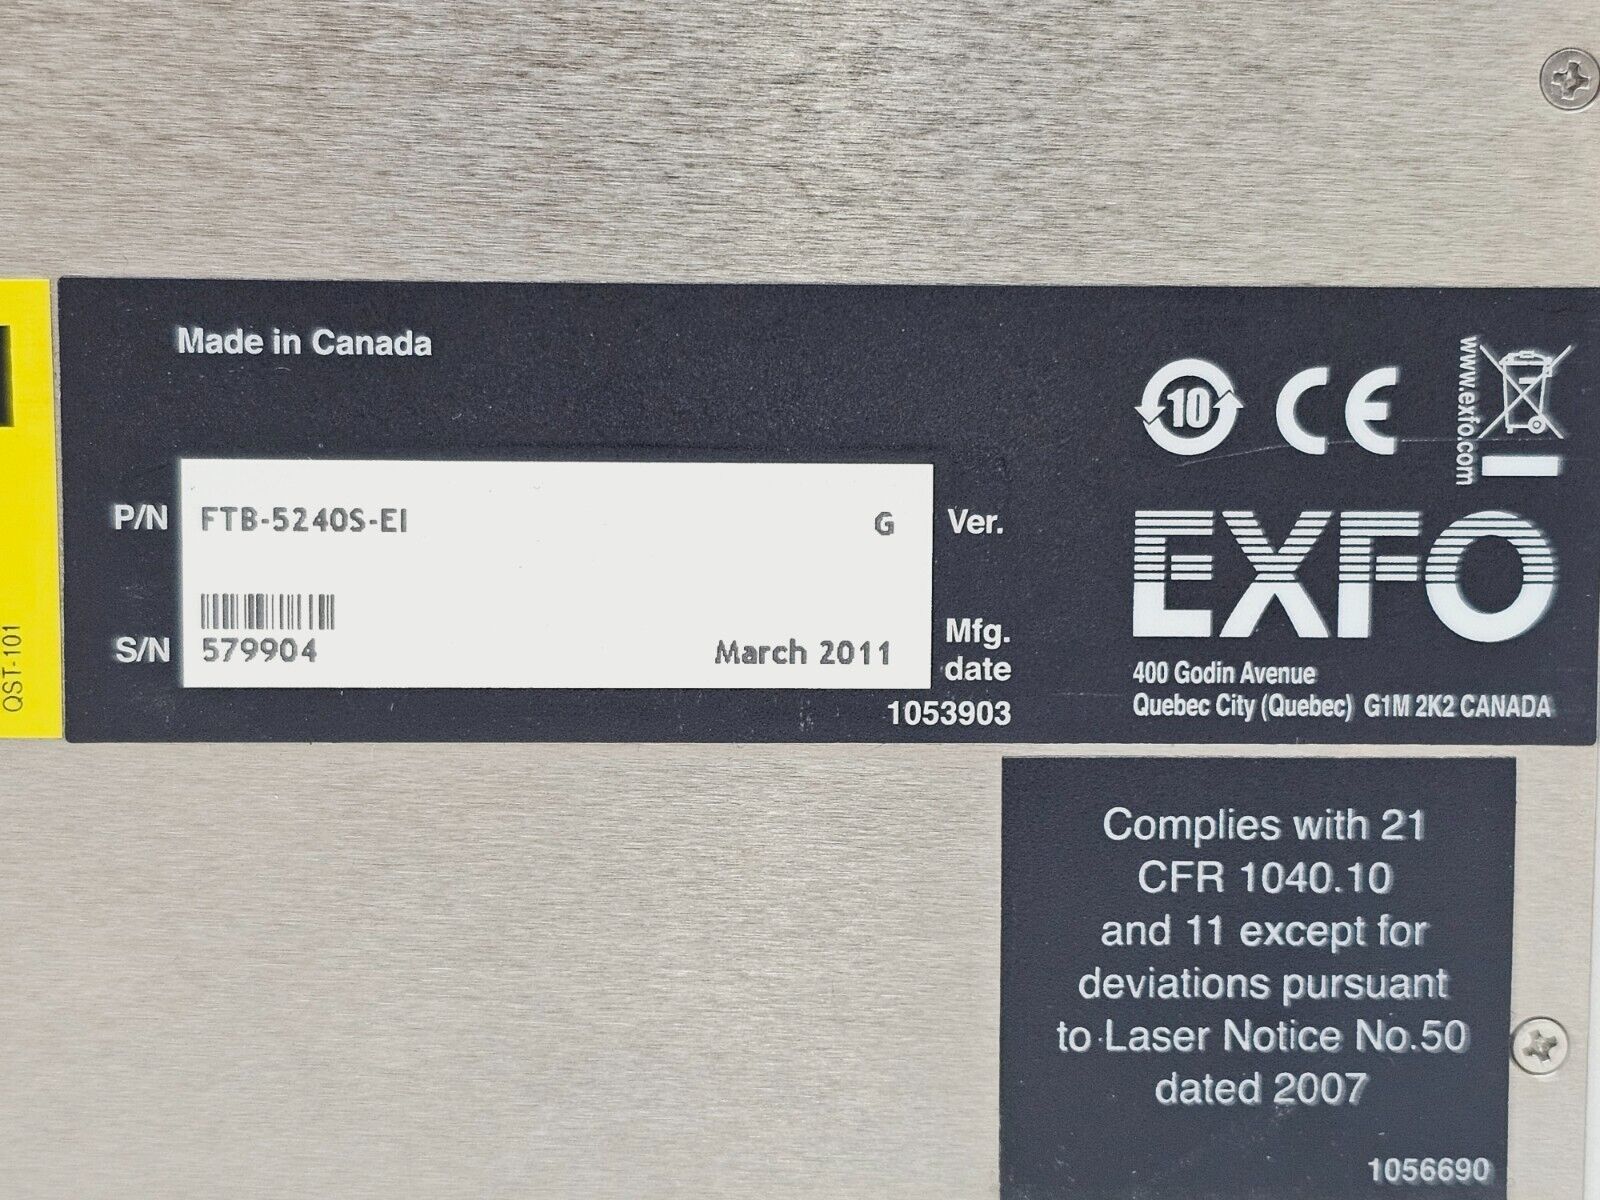 Made in Canada
P/N FTB-5240S-EI G Ver.
S/N 579904 March 2011 Mfg. date
1053903
10 CE
www.exfo.com
EXFO
400 Godin Avenue
Quebec City (Quebec) G1M 2K2 CANADA
QST-101
Complies with 21
CFR 1040.10
and 11 except for
deviations pursuant
to Laser Notice No.50
dated 2007
1056690